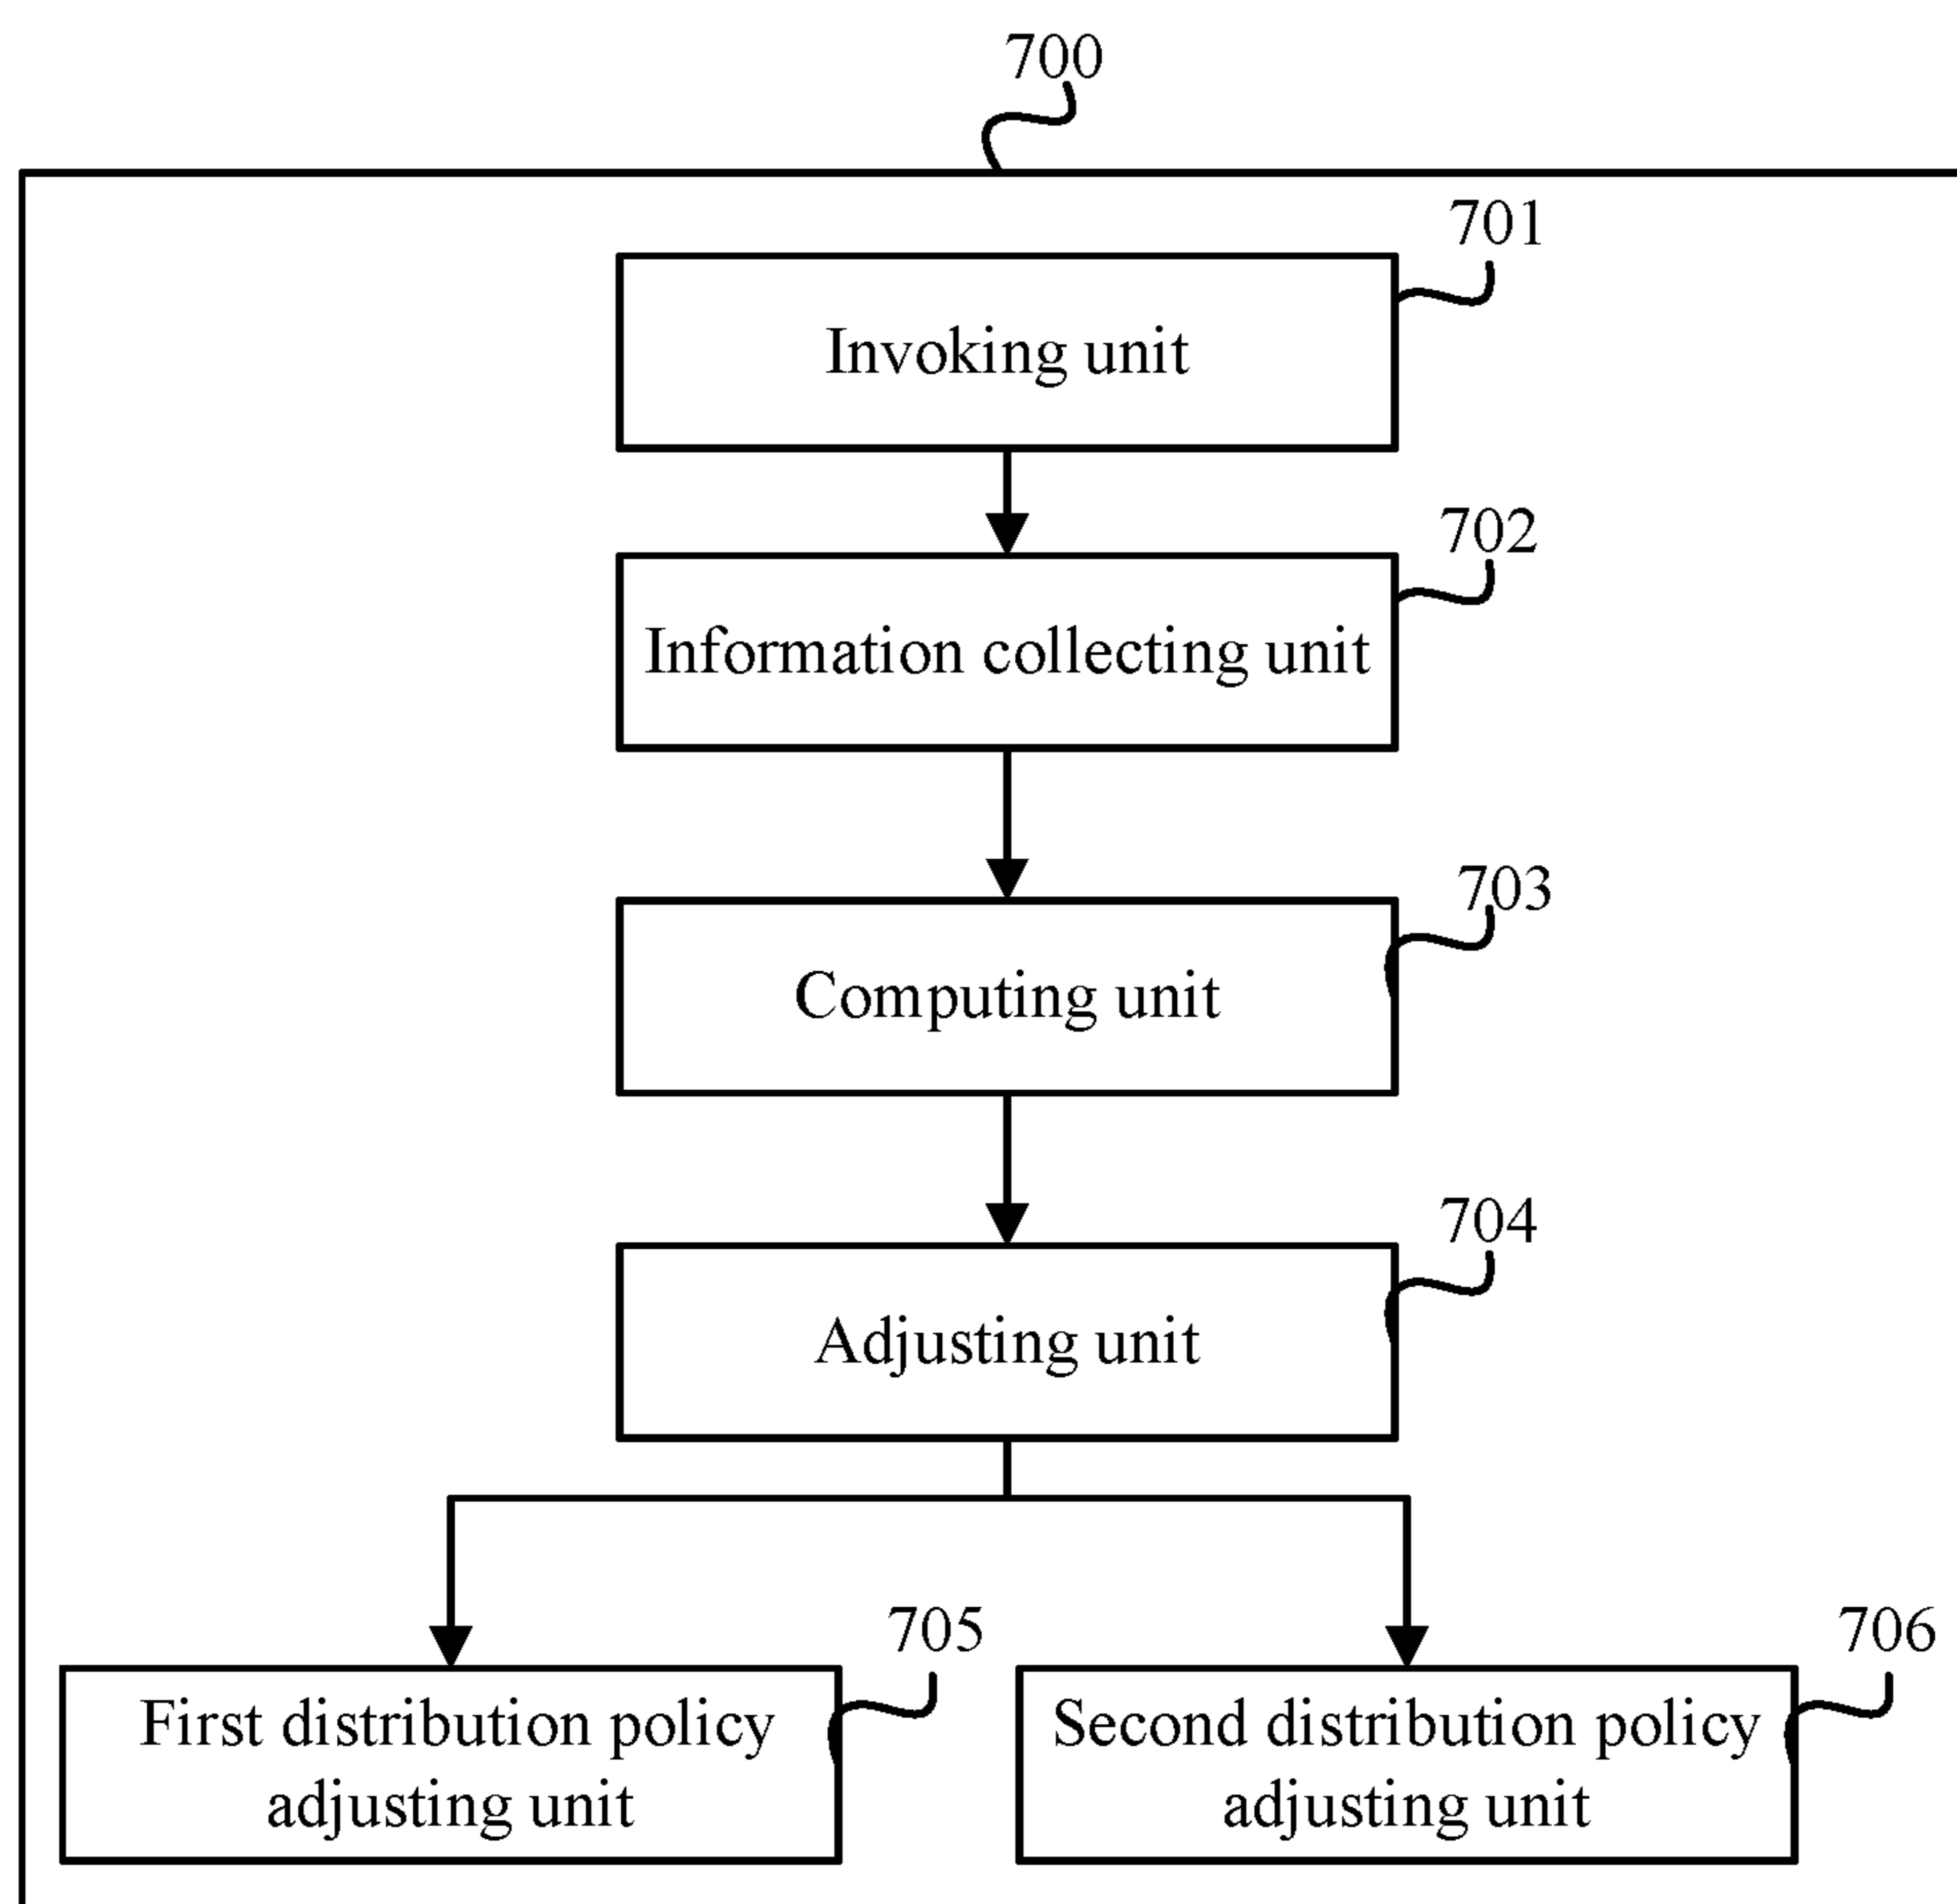 700
701
Invoking unit
702
Information collecting unit
703
Computing unit
704
Adjusting unit
705
First distribution policy
adjusting unit
706
Second distribution policy
adjusting unit